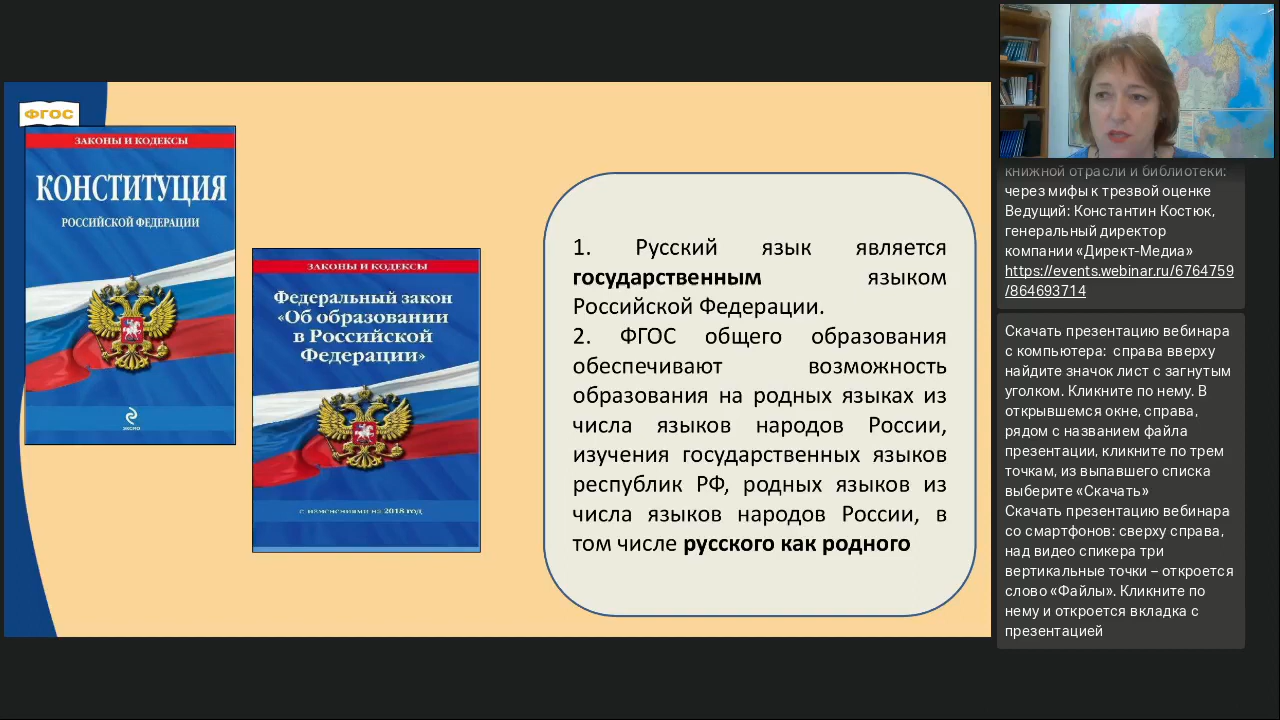 ФГОС
ЗАКОНЫ И КОДЕКСЫ
КОНСТИТУЦИЯ
РОССИЙСКОЙ ФЕДЕРАЦИИ
ЭКСМО
ЗАКОНЫ И КОДЕКСЫ
Федеральный закон
«Об образовании
в Российской
Федерации»
с изменениями на 2018 год
1. Русский язык является
государственным языком
Российской Федерации.
2. ФГОС общего образования
обеспечивают возможность
образования на родных языках из
числа языков народов России,
изучения государственных языков
республик РФ, родных языков из
числа языков народов России, в
том числе русского как родного
книжной отрасли и библиотеки:
через мифы к трезвой оценке
Ведущий: Константин Костюк,
генеральный директор
компании «Директ-Медиа»
https://events.webinar.ru/6764759
/864693714
Скачать презентацию вебинара
с компьютера: справа вверху
найдите значок лист с загнутым
уголком. Кликните по нему. В
открывшемся окне, справа,
рядом с названием файла
презентации, кликните по трем
точкам, из выпавшего списка
выберите «Скачать»
Скачать презентацию вебинара
со смартфонов: сверху справа,
над видео спикера три
вертикальные точки – откроется
слово «Файлы». Кликните по
нему и откроется вкладка с
презентацией